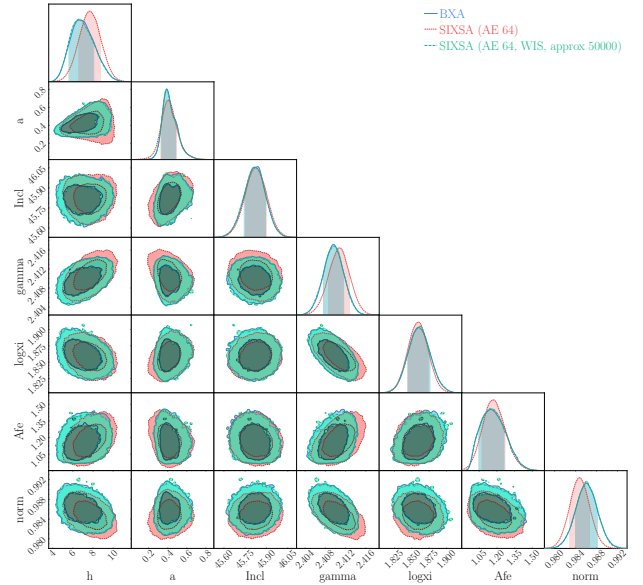 BXA
SIXSA (AE 64)
SIXSA (AE 64, WIS, approx 50000)
0.8
0.6
0.4
0.2
a
46.05
45.90
45.75
45.60
Incl
2.416
2.412
2.408
2.404
gamma
1.900
1.875
1.850
1.825
logxi
1.50
1.35
1.20
1.05
Afe
0.992
0.988
0.984
0.980
norm
4 6 8 10
0.2 0.4 0.6 0.8
45.60 45.75 45.90 46.05
2.404 2.408 2.412 2.416
1.825 1.850 1.875 1.900
1.05 1.20 1.35 1.50
0.980 0.984 0.988 0.992
h a Incl gamma logxi Afe norm